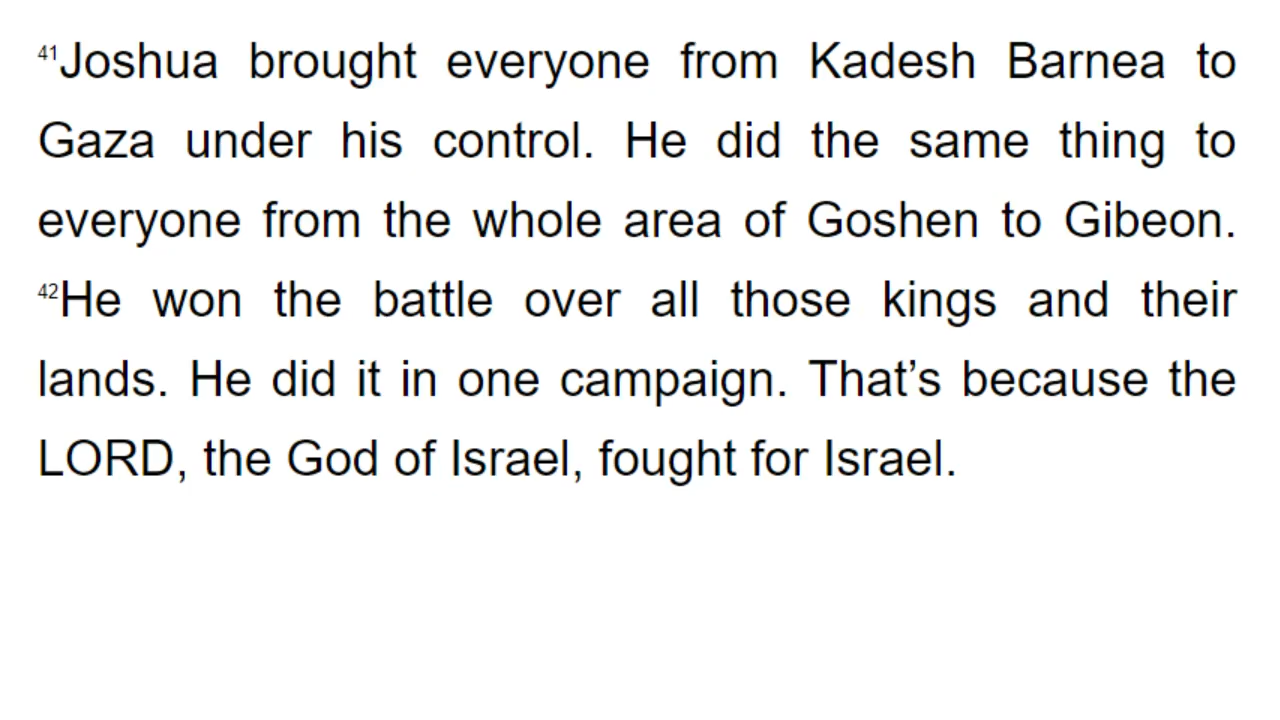 41Joshua brought everyone from Kadesh Barnea to
Gaza under his control. He did the same thing to
everyone from the whole area of Goshen to Gibeon.
42He won the battle over all those kings and their
lands. He did it in one campaign. That’s because the
LORD, the God of Israel, fought for Israel.